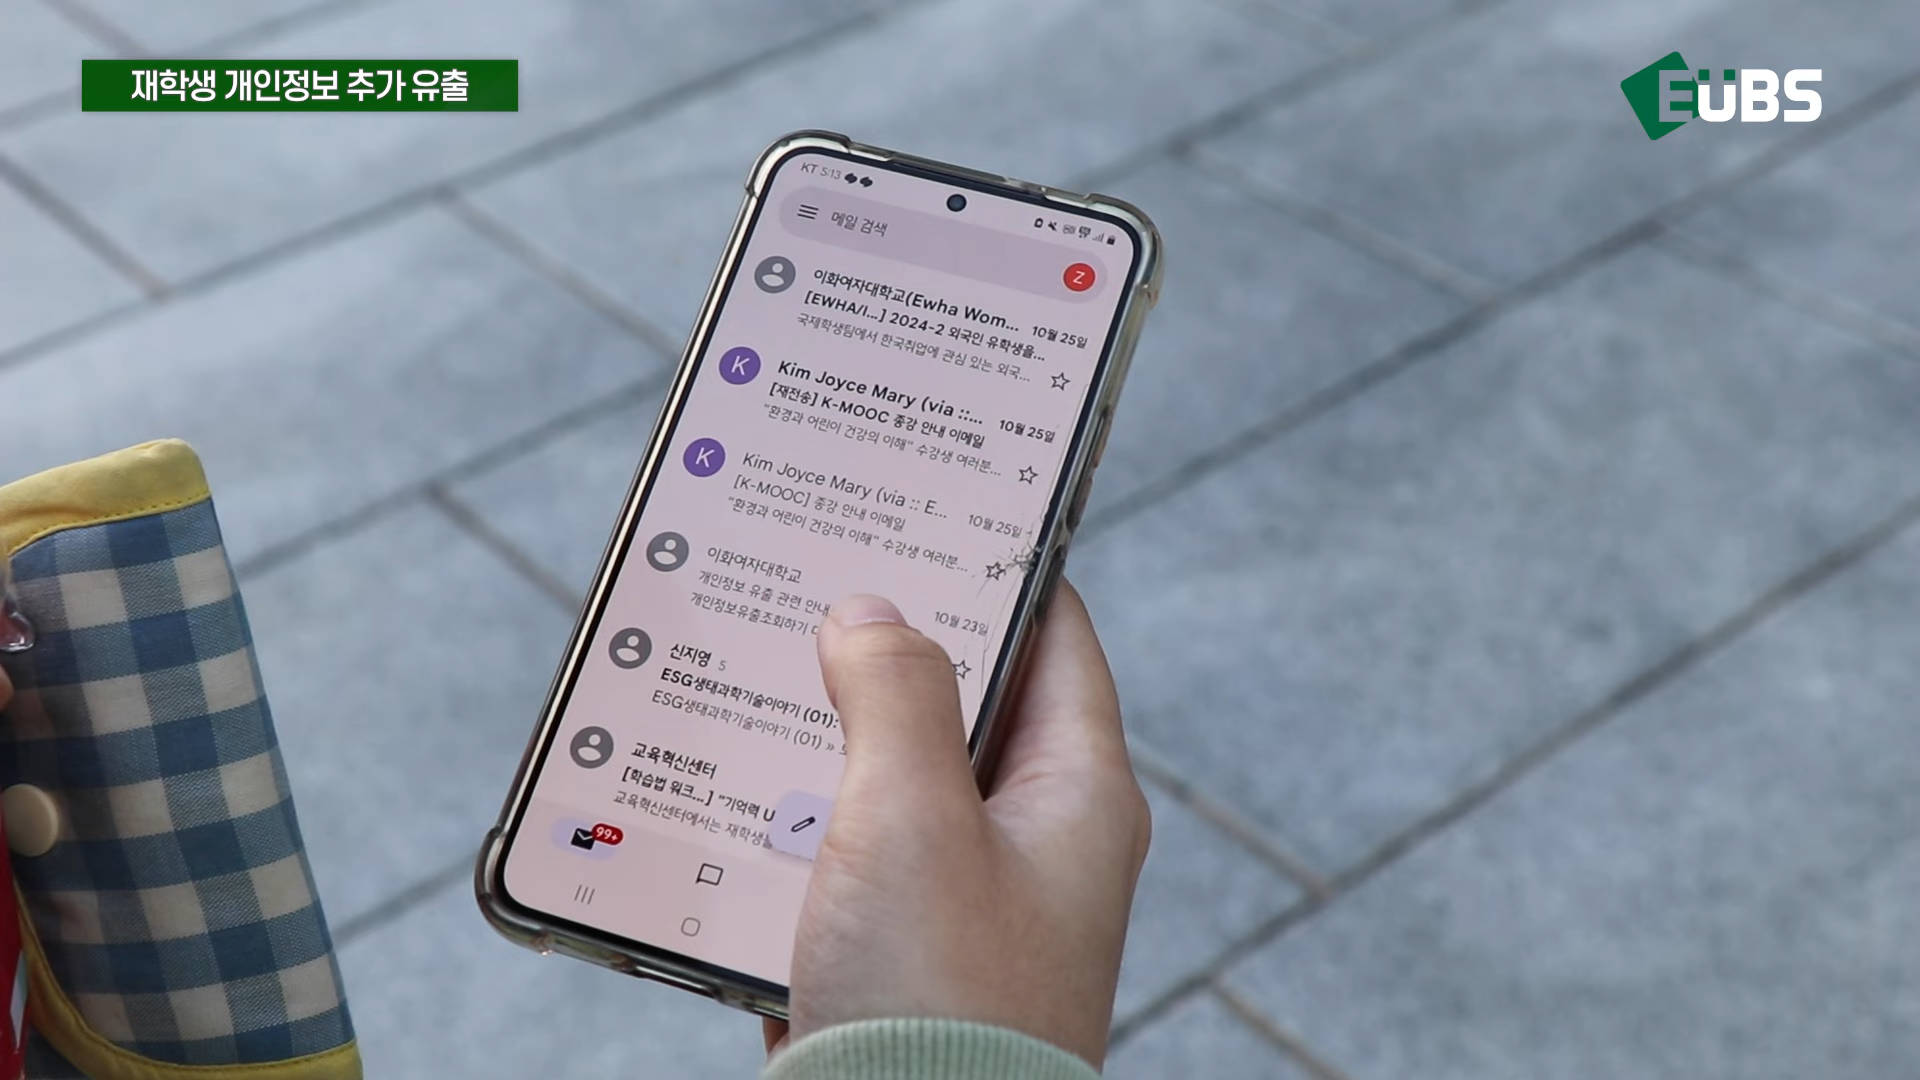 재학생 개인정보 추가 유출
EUBS
KT 5:13
메일 검색
Z
이화여자대학교(Ewha Wom... 10월 25일
[EWHA/I...] 2024-2 외국인 유학생을...
국제학생팀에서 한국취업에 관심 있는 외국...
K
Kim Joyce Mary (via ::... 10월 25일
[재전송] K-MOOC 종강 안내 이메일
"환경과 어린이 건강의 이해" 수강생 여러분...
K
Kim Joyce Mary (via :: E... 10월 25일
[K-MOOC] 종강 안내 이메일
"환경과 어린이 건강의 이해" 수강생 여러분...
이화여자대학교 10월 23일
개인정보 유출 관련 안내
개인정보유출조회하기
신지영 5
ESG생태과학기술이야기 (01):
ESG생태과학기술이야기 (01) »
교육혁신센터
[학습법 워크...] "기억력 U
교육혁신센터에서는 재학생을
99+